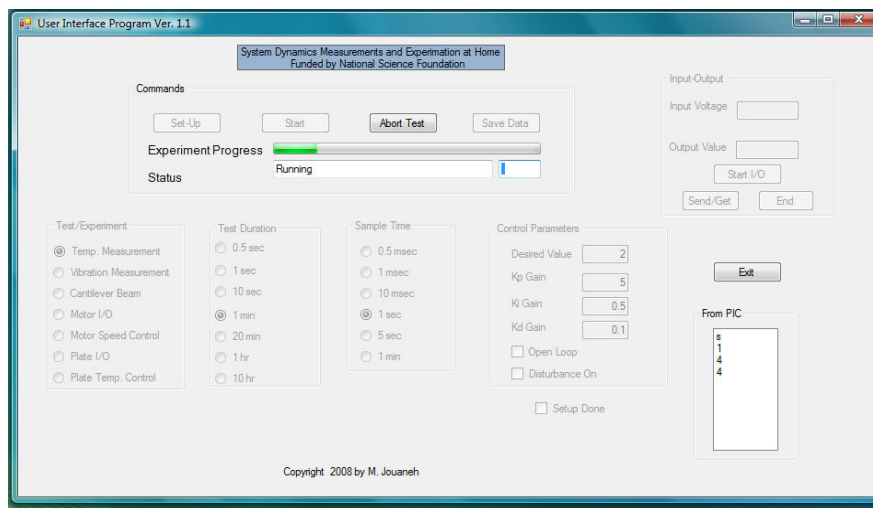 User Interface Program Ver. 1.1
System Dynamics Measurements and Experimation at Home
Funded by National Science Foundation
Commands
Set-Up
Start
Abort Test
Save Data
Experiment Progress
Status
Running
Input-Output
Input Voltage
Output Value
Start I/O
Send/Get
End
Test/Experiment
Temp. Measurement
Vibration Measurement
Cantilever Beam
Motor I/O
Motor Speed Control
Plate I/O
Plate Temp. Control
Test Duration
0.5 sec
1 sec
10 sec
1 min
20 min
1 hr
10 hr
Sample Time
0.5 msec
1 msec
10 msec
1 sec
5 sec
1 min
Control Parameters
Desired Value
2
Kp Gain
5
Ki Gain
0.5
Kd Gain
0.1
Open Loop
Disturbance On
Setup Done
Exit
From PIC
s
1
4
4
Copyright 2008 by M. Jouaneh